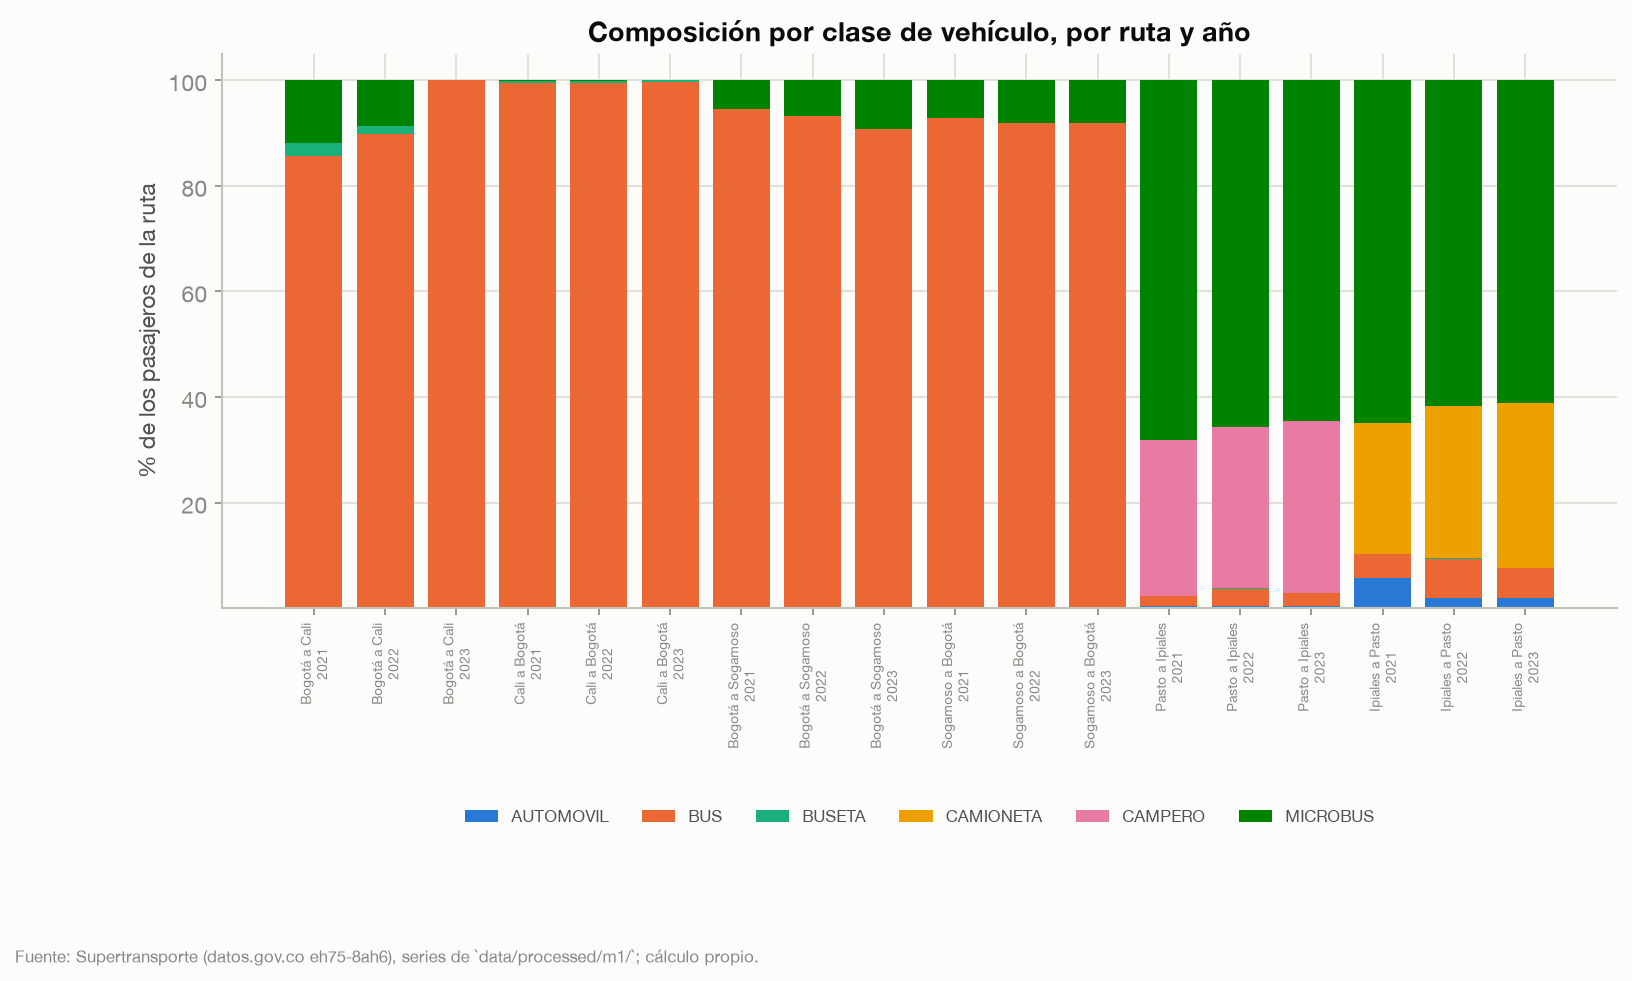 Composición por clase de vehículo, por ruta y año
% de los pasajeros de la ruta
100
80
60
40
20
Bogotá a Cali
2021
Bogotá a Cali
2022
Bogotá a Cali
2023
Cali a Bogotá
2021
Cali a Bogotá
2022
Cali a Bogotá
2023
Bogotá a Sogamoso
2021
Bogotá a Sogamoso
2022
Bogotá a Sogamoso
2023
Sogamoso a Bogotá
2021
Sogamoso a Bogotá
2022
Sogamoso a Bogotá
2023
Pasto a Ipiales
2021
Pasto a Ipiales
2022
Pasto a Ipiales
2023
Ipiales a Pasto
2021
Ipiales a Pasto
2022
Ipiales a Pasto
2023
AUTOMOVIL BUS BUSETA CAMIONETA CAMPERO MICROBUS
Fuente: Supertransporte (datos.gov.co eh75-8ah6), series de `data/processed/m1/`; cálculo propio.